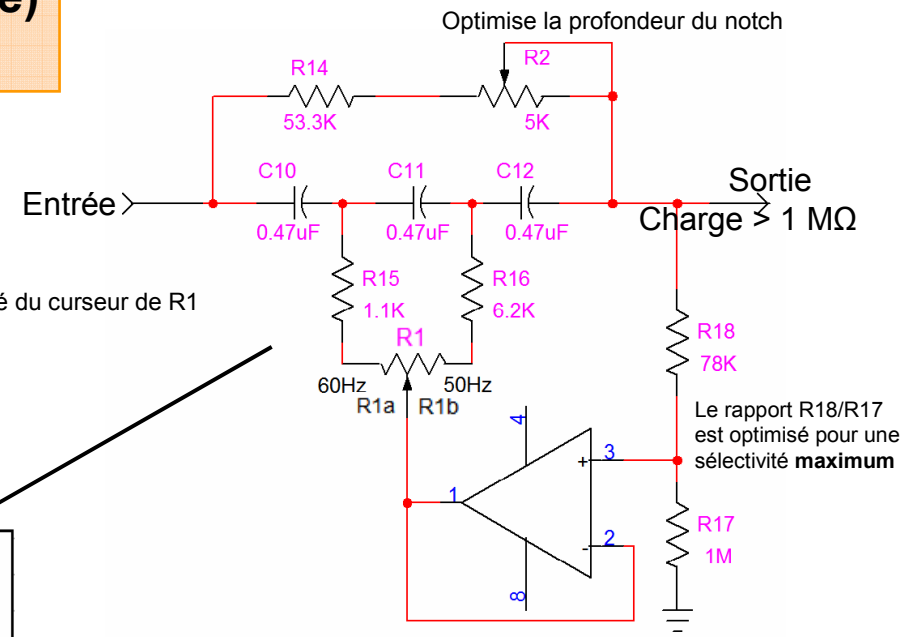 e)
Optimise la profondeur du notch
R14
R2
53.3K
5K
C10
C11
C12
Entrée
Sortie
Charge > 1 MΩ
0.47uF
0.47uF
0.47uF
é du curseur de R1
R15
R16
1.1K
6.2K
R1
R18
78K
60Hz
50Hz
R1a
R1b
Le rapport R18/R17
est optimisé pour une
sélectivité maximum
4
3
+
1
2
-
8
R17
1M